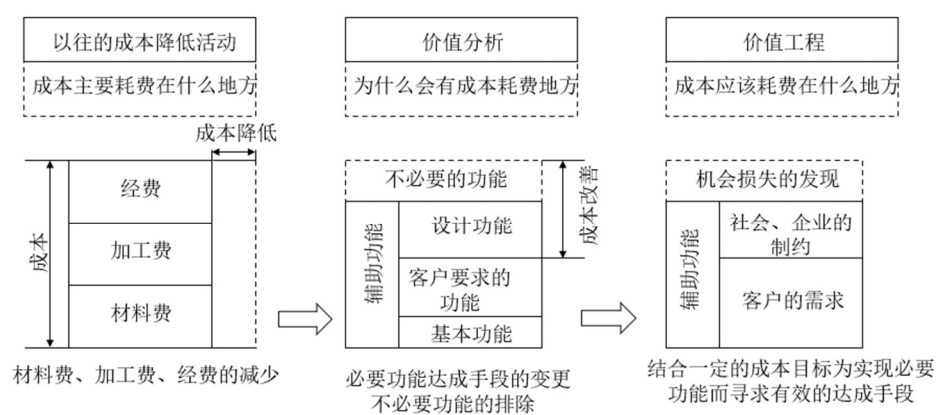 以往的成本降低活动
成本主要耗费在什么地方
成本降低
成本
经费
加工费
材料费
材料费、加工费、经费的减少
价值分析
为什么会有成本耗费地方
不必要的功能
成本改善
辅助功能
设计功能
客户要求的
功能
基本功能
必要功能达成手段的变更
不必要功能的排除
价值工程
成本应该耗费在什么地方
机会损失的发现
辅助功能
社会、企业的
制约
客户的需求
结合一定的成本目标为实现必要
功能而寻求有效的达成手段